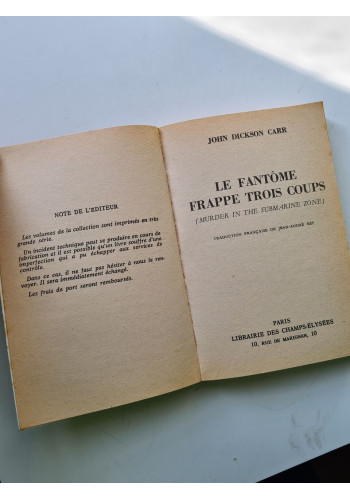 NOTE DE L'ÉDITEUR
Les volumes de la collection sont imprimés en très
grande série.
Un incident technique peut se produire en cours de
fabrication et il est possible qu'un livre souffre d'une
imperfection qui a pu échapper aux services de
contrôle.
Dans ce cas, il ne faut pas hésiter à nous le ren-
voyer. Il sera immédiatement échangé.
Les frais de port seront remboursés.
JOHN DICKSON CARR
LE FANTÔME
FRAPPE TROIS COUPS
(MURDER IN THE SUBMARINE ZONE)
TRADUCTION FRANÇAISE DE JEAN-ANDRÉ REY
PARIS
LIBRAIRIE DES CHAMPS-ÉLYSÉES
10, RUE DE MARIGNAN, 10